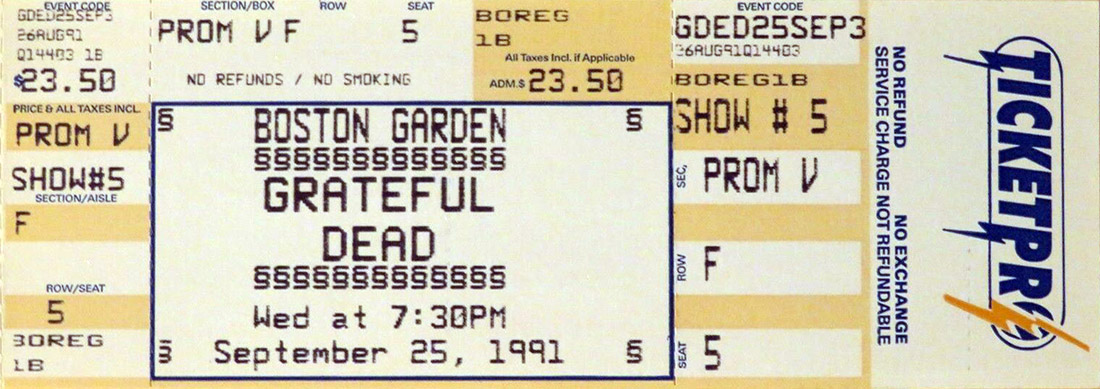 EVENT CODE
GDED25SEP3
26AUG91
Q14403 1B
$23.50
PRICE & ALL TAXES INCL.
PROM V
SHOW#5
SECTION/AISLE
F
ROW/SEAT
5
BOREG
1B
SECTION/BOX ROW SEAT
PROM V F 5
NO REFUNDS / NO SMOKING
BOREG
1B
All Taxes Incl. if Applicable
ADM.$ 23.50
§ BOSTON GARDEN §
§§§§§§§§§§§§§
GRATEFUL
DEAD
§§§§§§§§§§§§§
Wed at 7:30PM
§ September 25, 1991 §
EVENT CODE
GDED25SEP3
26AUG91Q14403
BOREG1B
SHOW # 5
SEC, PROM V
ROW F
SEAT 5
NO REFUND NO EXCHANGE
SERVICE CHARGE NOT REFUNDABLE
TICKETPRO